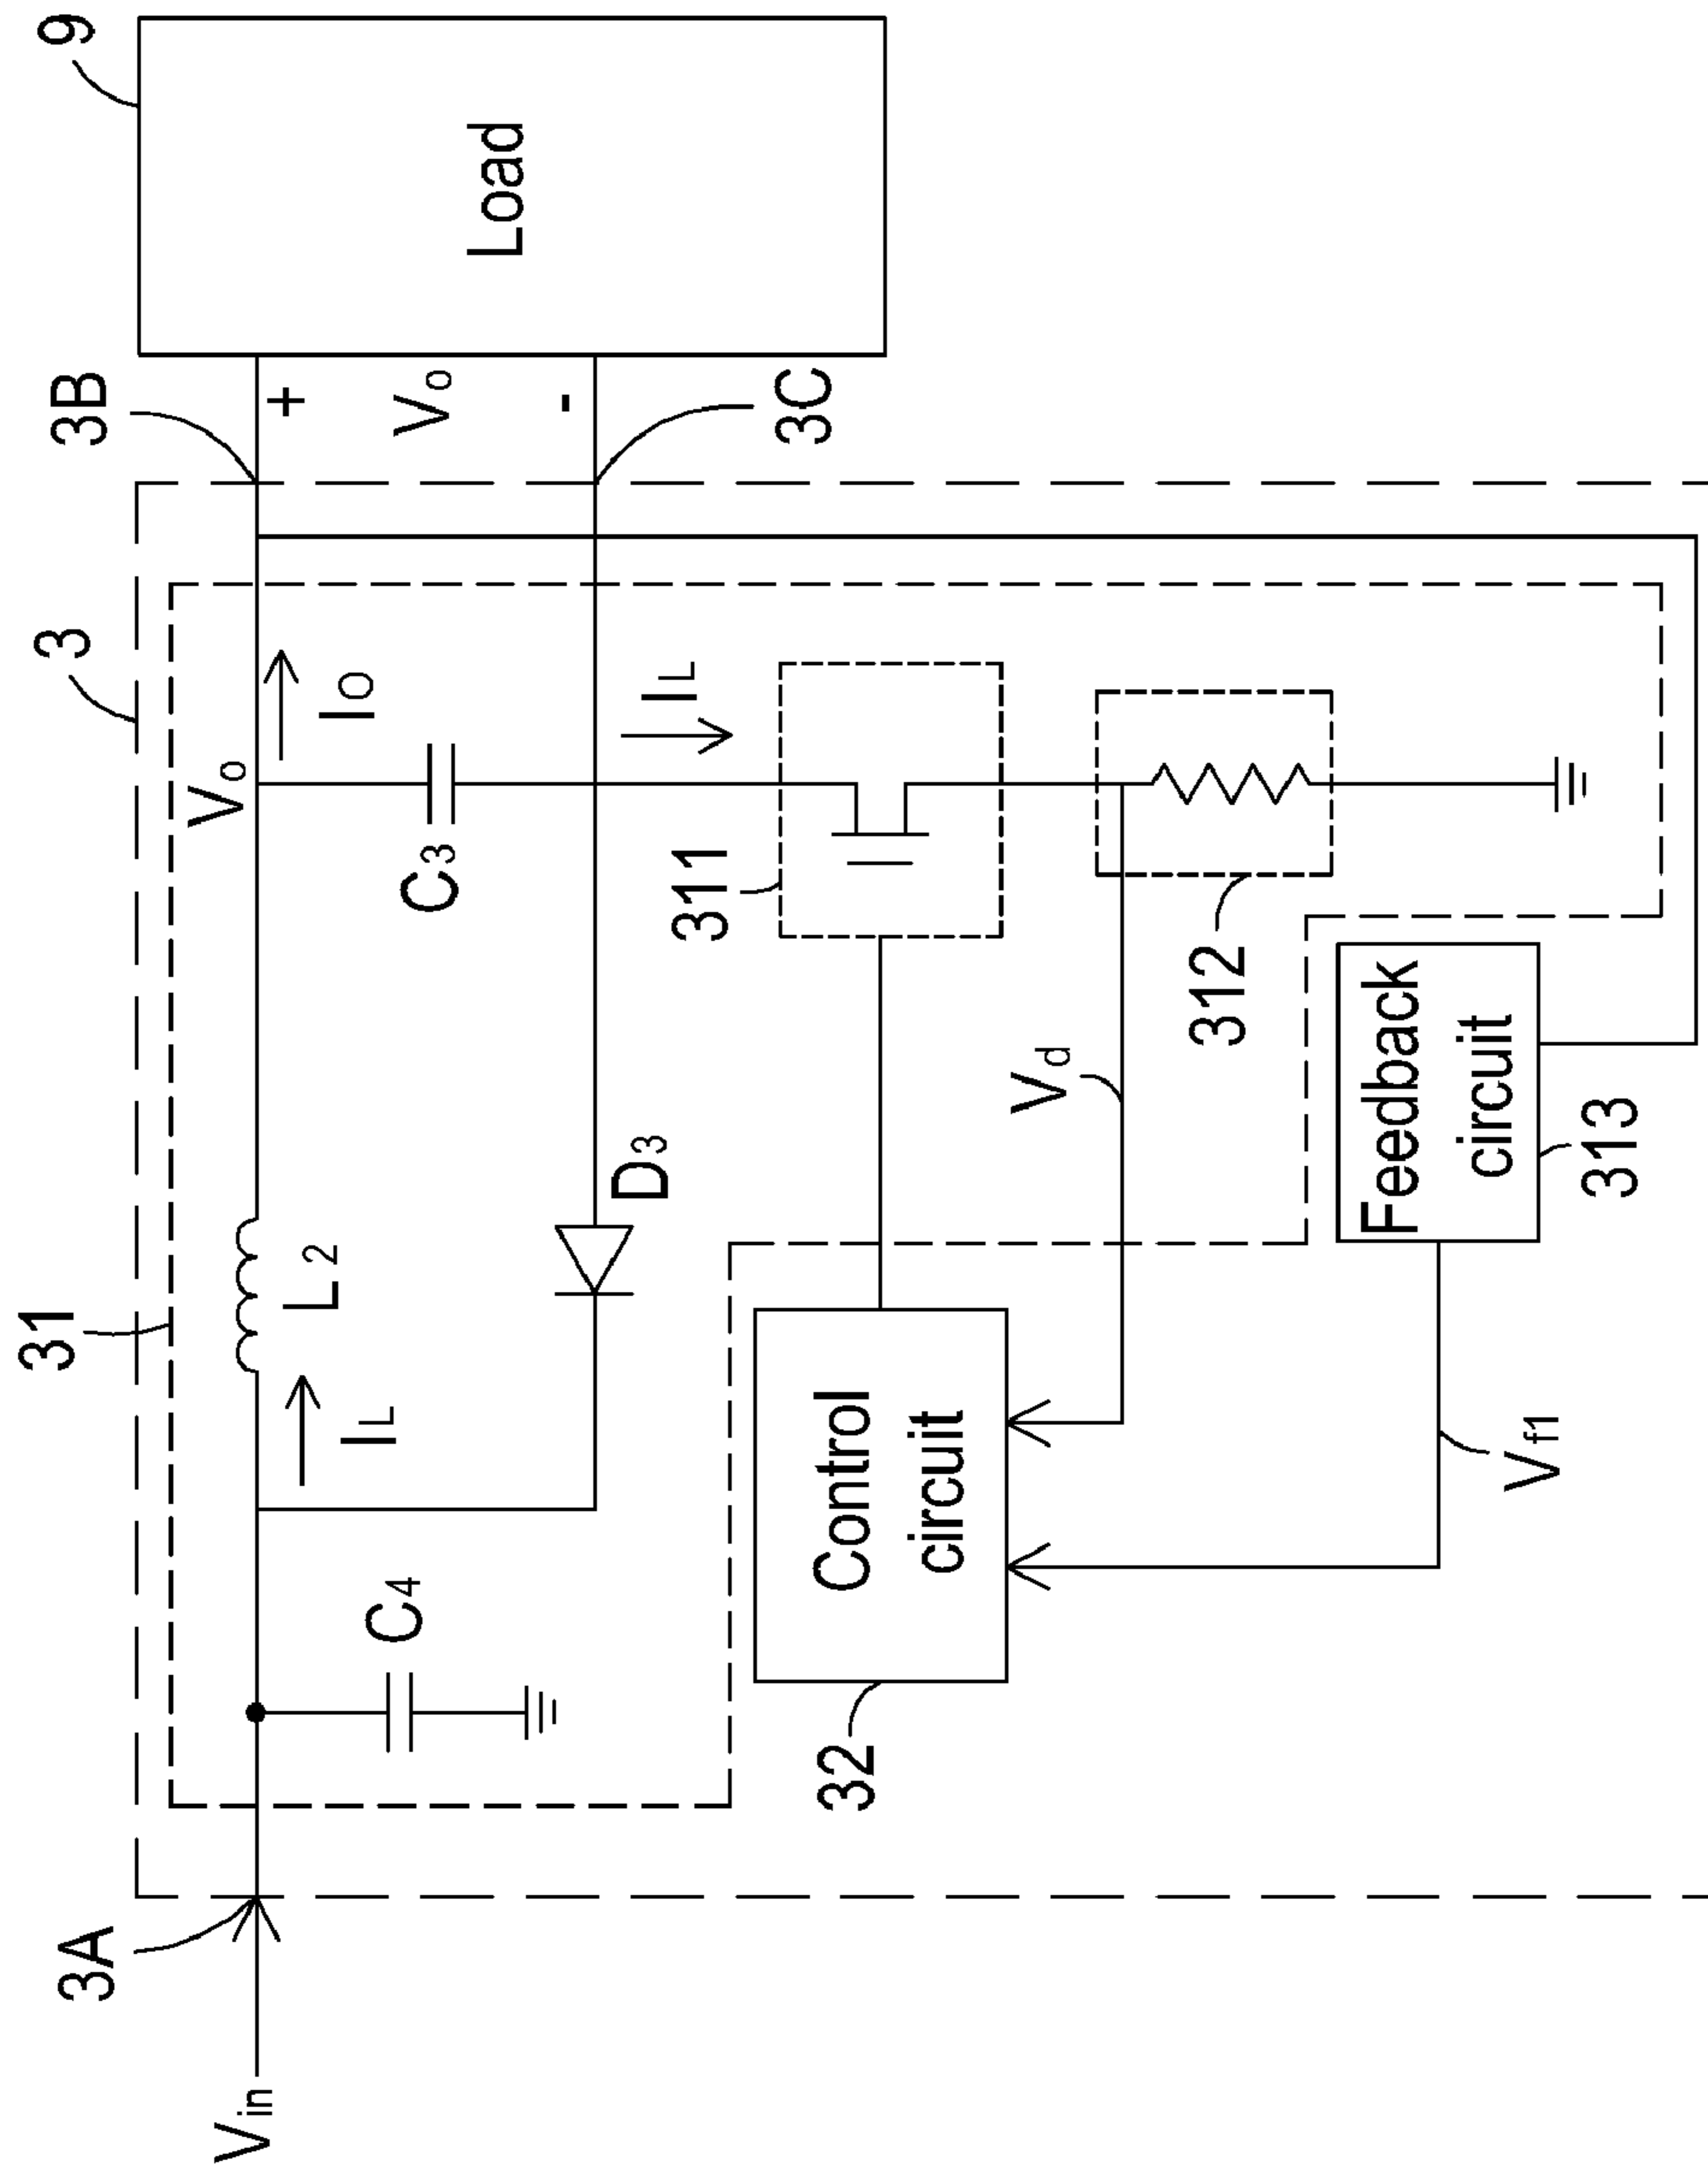 3
31
3A
3B
9
Vin
IL
L2
Vo
IO
+
Vo
-
Load
C4
C3
D3
3C
IL
311
32
Control
circuit
Vd
312
Feedback
circuit
313
Vf1